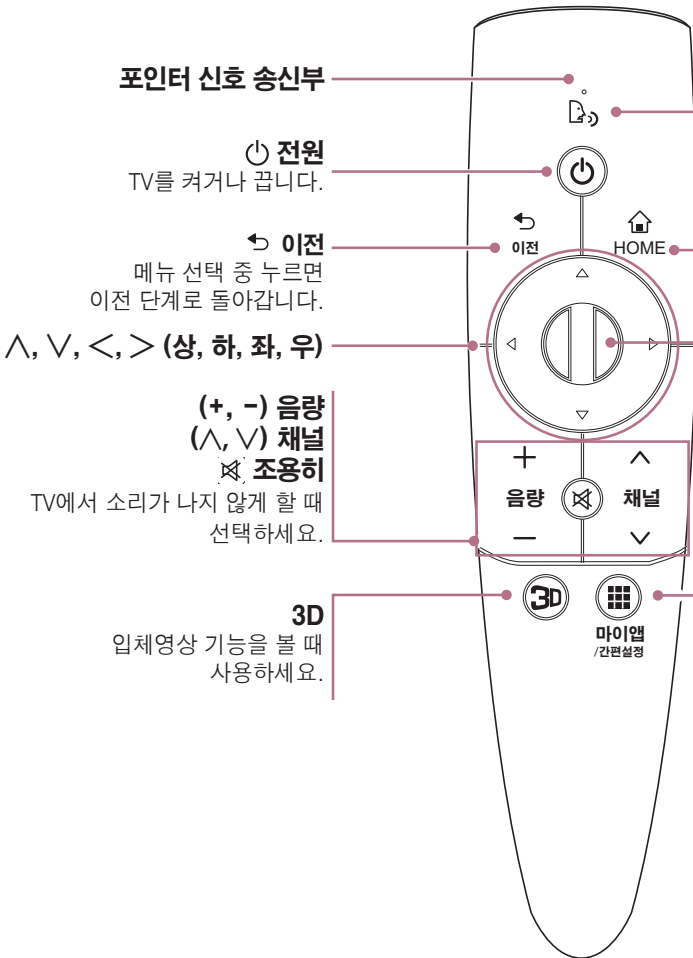 포인터 신호 송신부
전원
TV를 켜거나 끕니다.
이전
메뉴 선택 중 누르면
이전 단계로 돌아갑니다.
∧, ∨, <, > (상, 하, 좌, 우)
(+, -) 음량
(∧, ∨) 채널
조용히
TV에서 소리가 나지 않게 할 때
선택하세요.
3D
입체영상 기능을 볼 때
사용하세요.
이전
HOME
+ ∧
음량 채널
- ∨
3D
마이앱
/간편설정